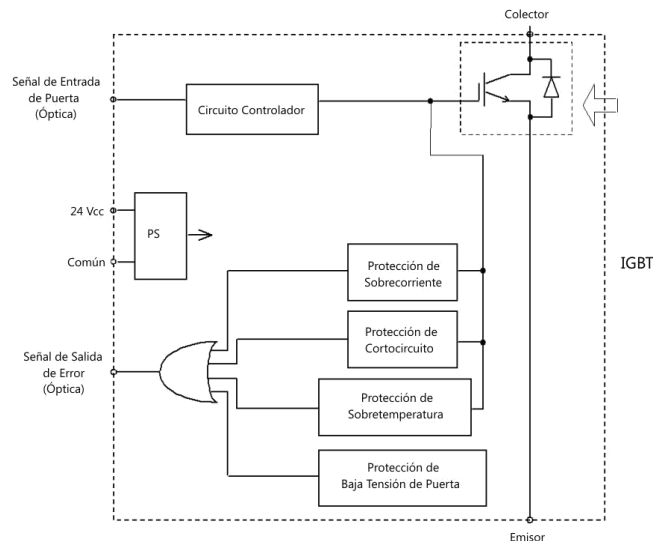 Colector
Señal de Entrada
de Puerta
(Óptica)
Circuito Controlador
24 Vcc
PS
Común
IGBT
Protección de
Sobrecorriente
Protección de
Cortocircuito
Señal de Salida
de Error
(Óptica)
Protección de
Sobretemperatura
Protección de
Baja Tensión de Puerta
Emisor